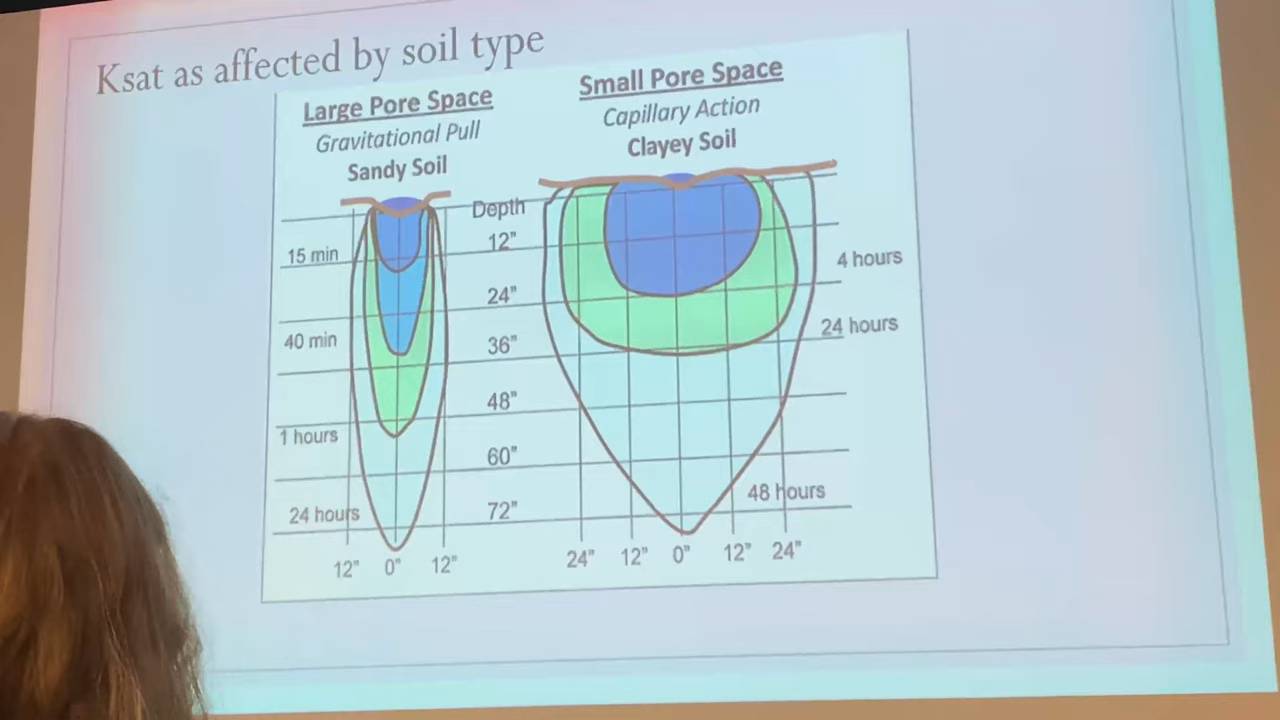 Ksat as affected by soil type
Large Pore Space
Gravitational Pull
Sandy Soil
Small Pore Space
Capillary Action
Clayey Soil
Depth
12"
24"
36"
48"
60"
72"
15 min
40 min
1 hours
24 hours
4 hours
24 hours
48 hours
12" 0" 12"
24" 12" 0" 12" 24"